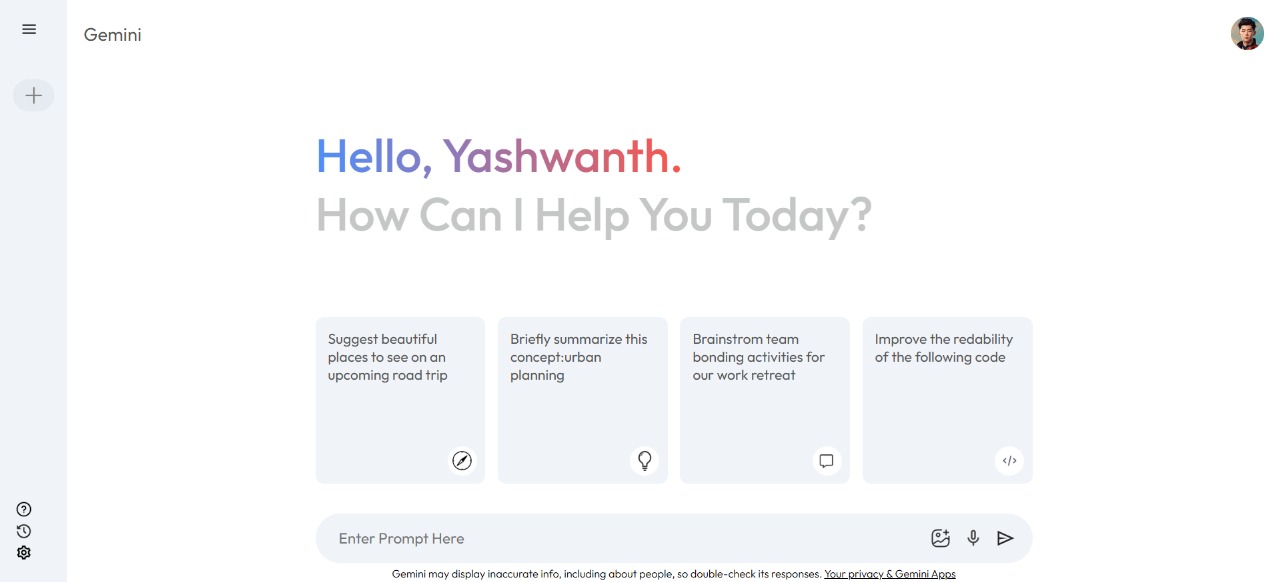 Gemini
Hello, Yashwanth.
How Can I Help You Today?
Suggest beautiful
places to see on an
upcoming road trip
Briefly summarize this
concept:urban
planning
Brainstrom team
bonding activities for
our work retreat
Improve the redability
of the following code
</>
Enter Prompt Here
Gemini may display inaccurate info, including about people, so double-check its responses. Your privacy & Gemini Apps